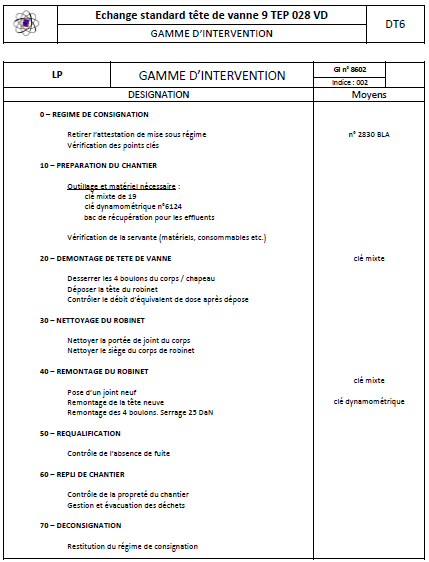 Echange standard tête de vanne 9 TEP 028 VD
GAMME D'INTERVENTION
DT6
LP
GAMME D'INTERVENTION
GI n° 8602
Indice : 002
DESIGNATION
Moyens
0 – REGIME DE CONSIGNATION
Retirer l'attestation de mise sous régime
n° 2830 BLA
Vérification des points clés
10 – PREPARATION DU CHANTIER
Outillage et matériel nécessaire :
clé mixte de 19
clé dynamométrique n°6124
bac de récupération pour les effluents
Vérification de la servante (matériels, consommables etc.)
20 – DEMONTAGE DE TETE DE VANNE
clé mixte
Desserrer les 4 boulons du corps / chapeau
Déposer la tête du robinet
Contrôler le débit d'équivalent de dose après dépose
30 – NETTOYAGE DU ROBINET
Nettoyer la portée de joint du corps
Nettoyer le siège du corps de robinet
40 – REMONTAGE DU ROBINET
clé mixte
Pose d'un joint neuf
Remontage de la tête neuve
clé dynamométrique
Remontage des 4 boulons. Serrage 25 DaN
50 – REQUALIFICATION
Contrôle de l'absence de fuite
60 – REPLI DE CHANTIER
Contrôle de la propreté du chantier
Gestion et évacuation des déchets
70 – DECONSIGNATION
Restitution du régime de consignation